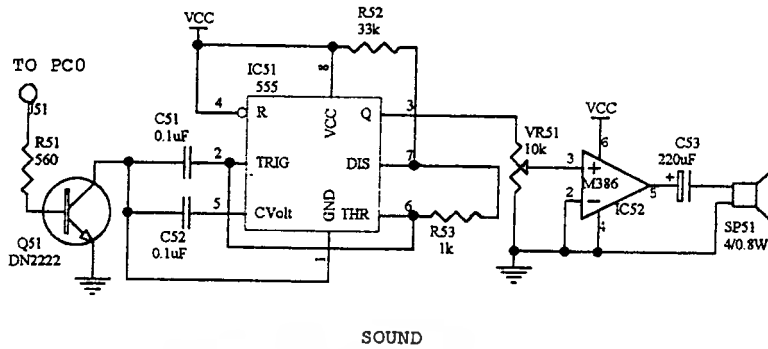 VCC
R52
33k
TO PC0
J51
IC51
555
8
4
R
VCC
Q
3
C51
0.1uF
R51
560
2
TRIG
DIS
7
VR51
10k
VCC
6
3
+
M386
2
-
IC52
5
4
C53
220uF
+
5
CVolt
GND
THR
6
R53
1k
SP51
4/0.8W
C52
0.1uF
1
Q51
DN2222
SOUND